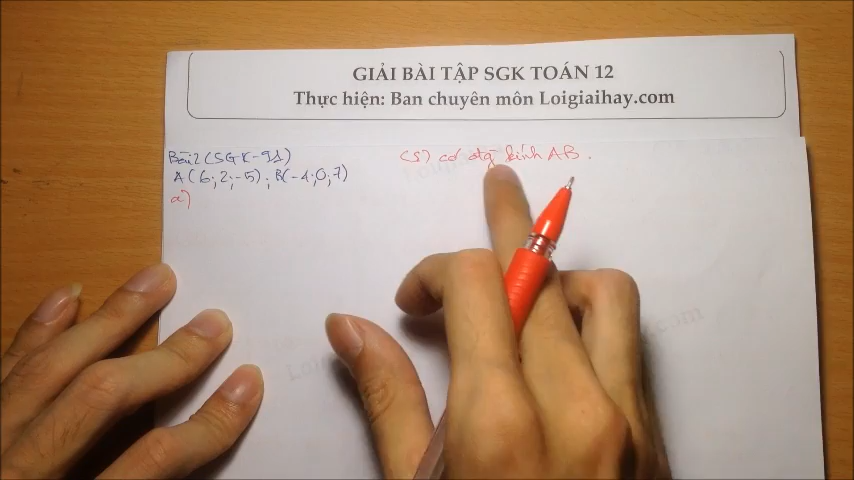 GIẢI BÀI TẬP SGK TOÁN 12
Thực hiện: Ban chuyên môn Loigiaihay.com
Bài 2 (SGK-91)
A(6;2;-5); B(-4;0;7)
a)
(S) có đg kính AB.